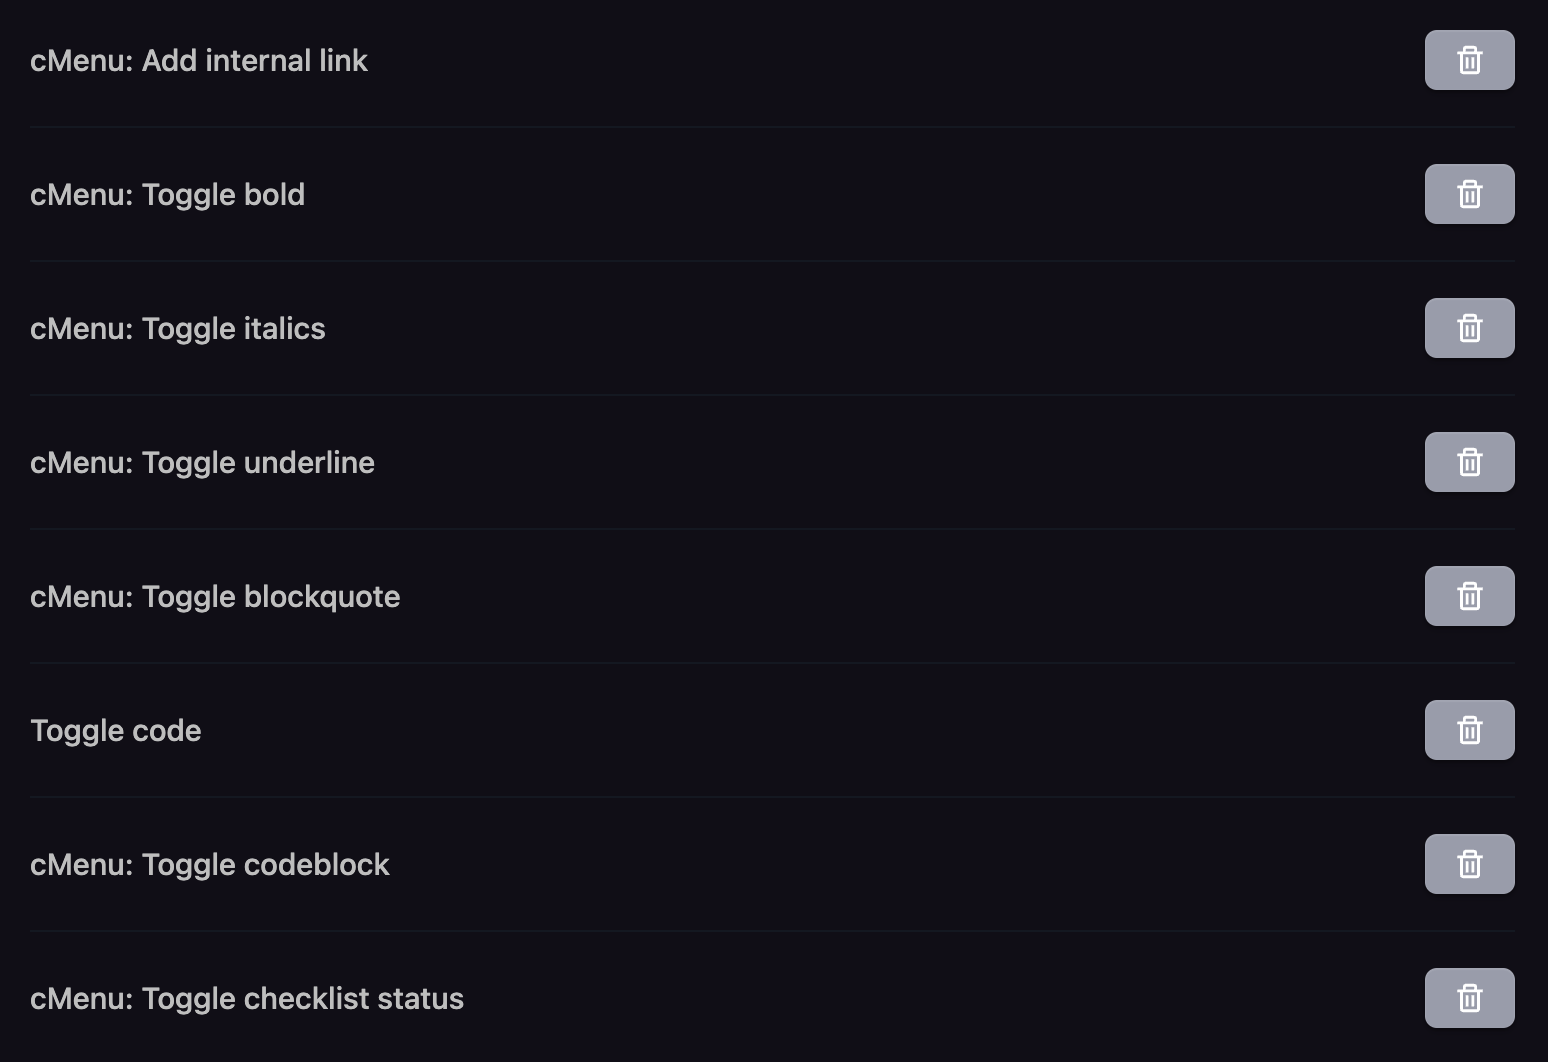 cMenu: Add internal link
cMenu: Toggle bold
cMenu: Toggle italics
cMenu: Toggle underline
cMenu: Toggle blockquote
Toggle code
cMenu: Toggle codeblock
cMenu: Toggle checklist status